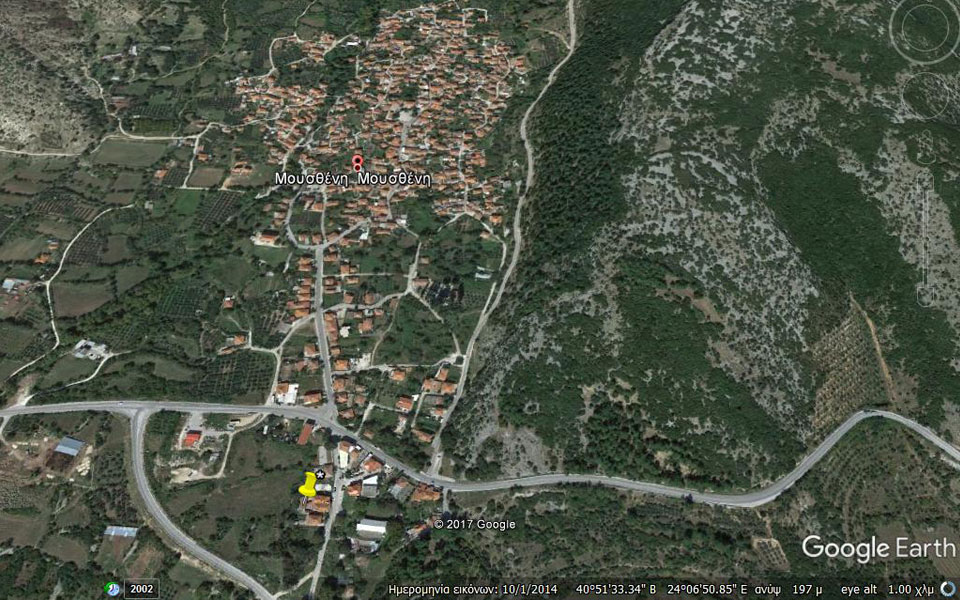 Μουσθένη Μουσθένη
© 2017 Google
Google Earth
2002 Ημερομηνία εικόνων: 10/1/2014 40°51'33.34" Β 24°06'50.85" Ε ανύψ 197 μ eye alt 1.00 χλμ